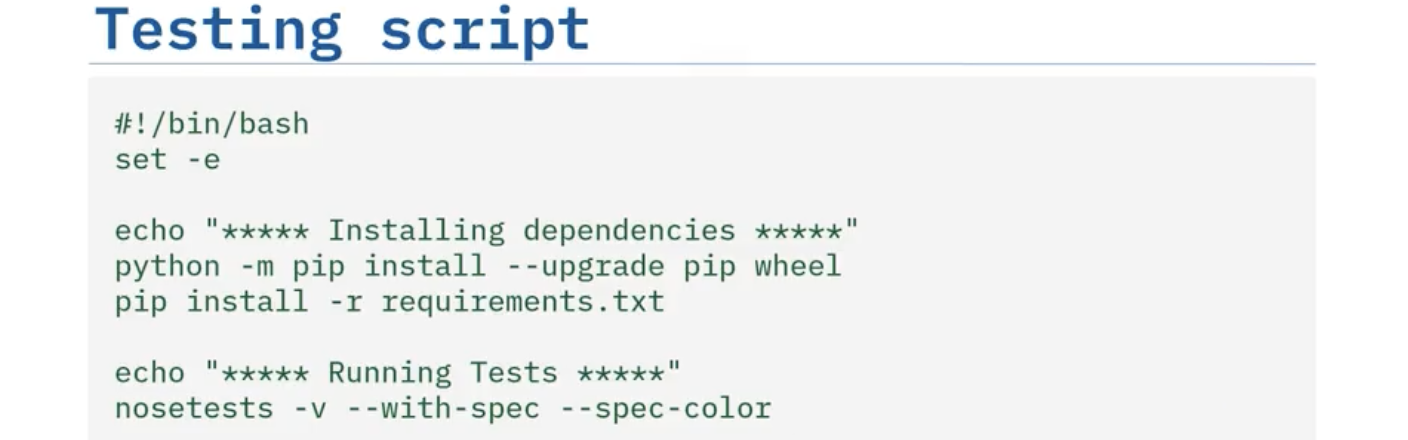 Testing script
#!/bin/bash
set -e
echo "***** Installing dependencies *****"
python -m pip install --upgrade pip wheel
pip install -r requirements.txt
echo "***** Running Tests *****"
nosetests -v --with-spec --spec-color